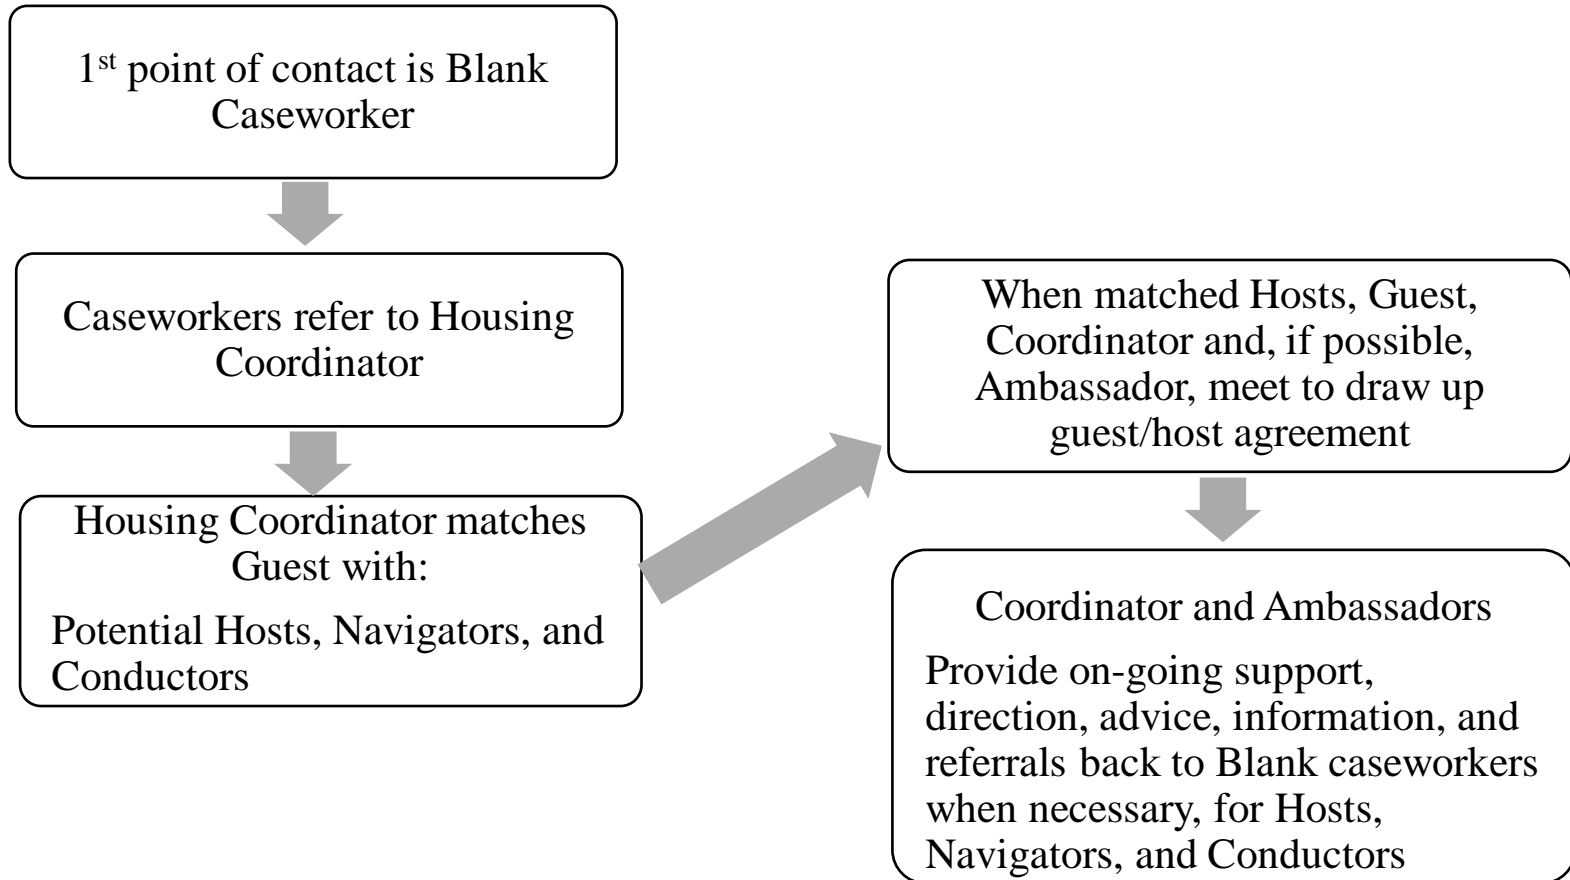 1st point of contact is Blank
Caseworker
Caseworkers refer to Housing
Coordinator
Housing Coordinator matches
Guest with:
Potential Hosts, Navigators, and
Conductors
When matched Hosts, Guest,
Coordinator and, if possible,
Ambassador, meet to draw up
guest/host agreement
Coordinator and Ambassadors
Provide on-going support,
direction, advice, information, and
referrals back to Blank caseworkers
when necessary, for Hosts,
Navigators, and Conductors